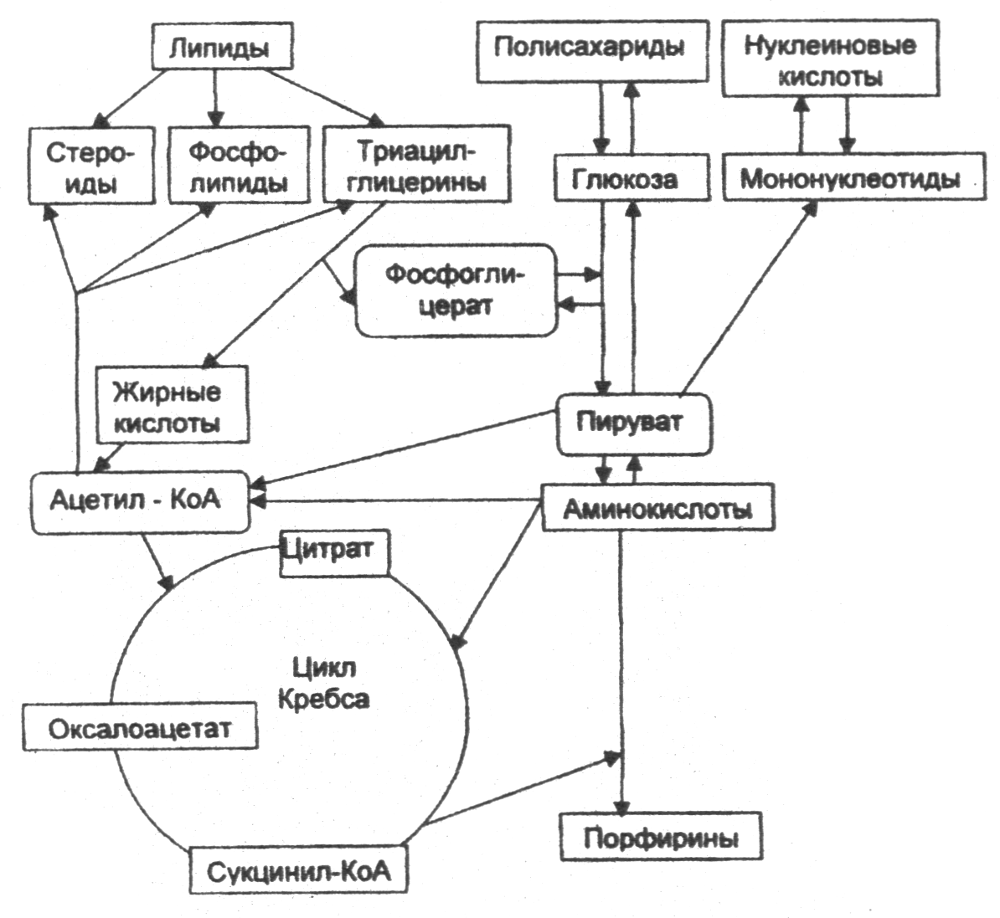 Липиды
Полисахариды
Нуклеиновые
кислоты
Стеро-
иды
Фосфо-
липиды
Триацил-
глицерины
Глюкоза
Мононуклеотиды
Фосфогли-
церат
Жирные
кислоты
Пируват
Ацетил - КоА
Аминокислоты
Цитрат
Цикл
Кребса
Оксалоацетат
Порфирины
Сукцинил-КоА